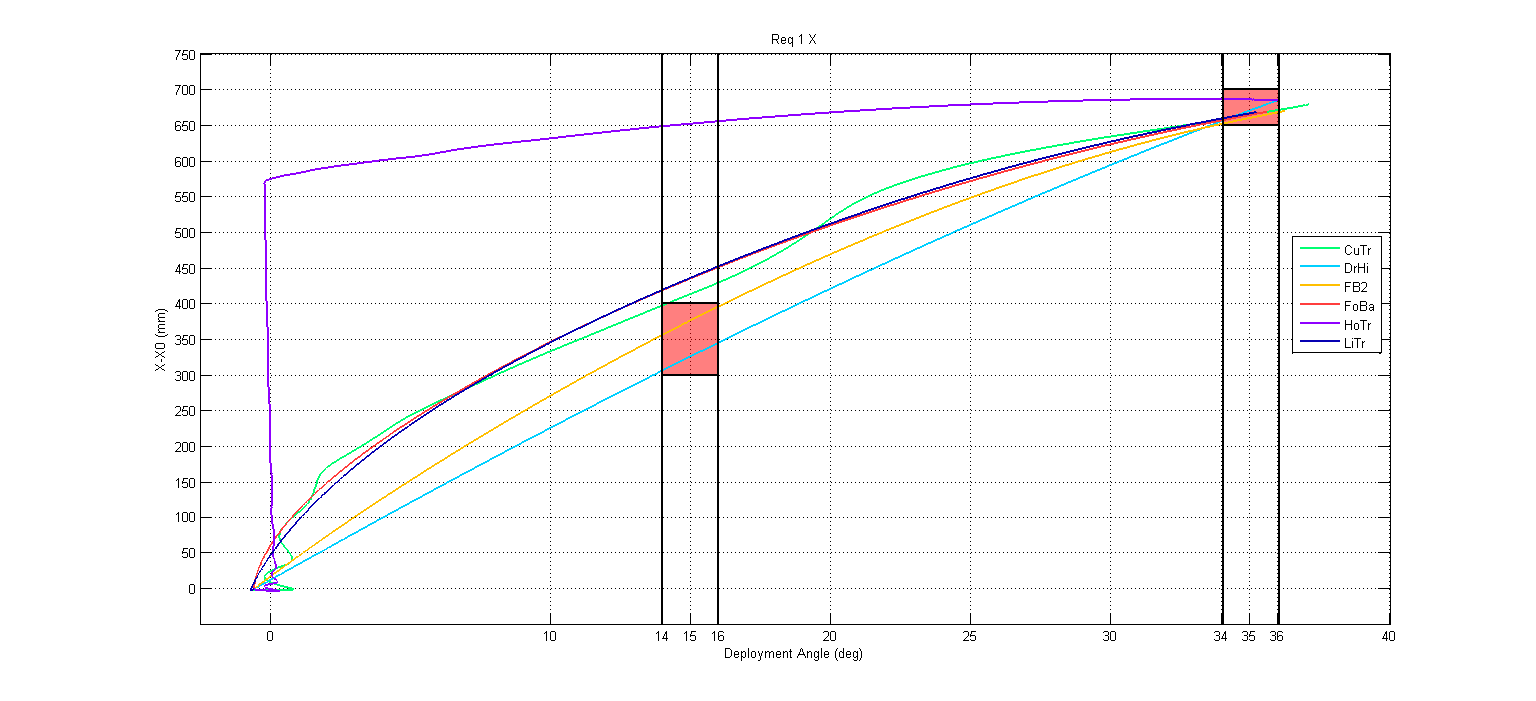 Req 1 X
750
700
650
600
550
500
450
400
350
300
250
200
150
100
50
0
X-X0 (mm)
CuTr
DrHi
FB2
FoBa
HoTr
LiTr
0 10 14 15 16 20 25 30 34 35 36 40
Deployment Angle (deg)